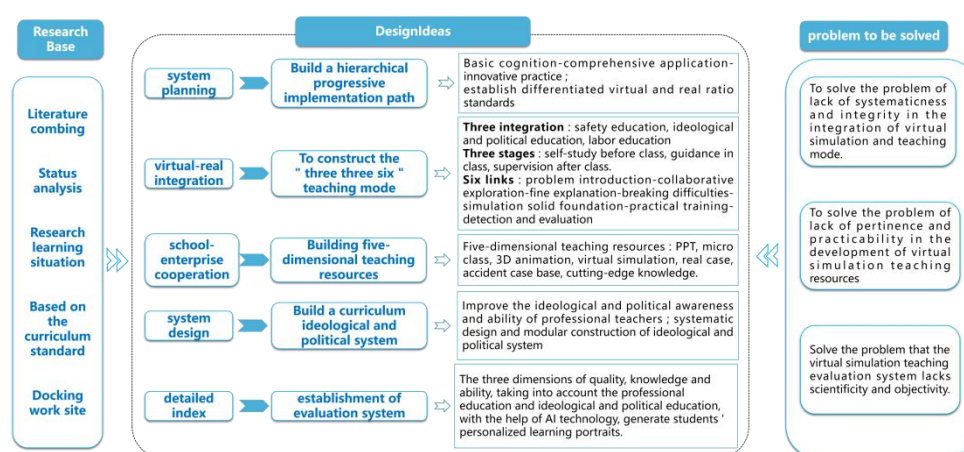 Research
Base
Literature
combing
Status
analysis
Research
learning
situation
Based on
the
curriculum
standard
Docking
work site
DesignIdeas
system
planning
Build a hierarchical
progressive
implementation path
Basic cognition-comprehensive application-
innovative practice ;
establish differentiated virtual and real ratio
standards
virtual-real
integration
To construct the
" three three six "
teaching mode
Three integration : safety education, ideological
and political education, labor education
Three stages : self-study before class, guidance in
class, supervision after class.
Six links : problem introduction-collaborative
exploration-fine explanation-breaking difficulties-
simulation solid foundation-practical training-
detection and evaluation
school-
enterprise
cooperation
Building five-
dimensional teaching
resources
Five-dimensional teaching resources : PPT, micro
class, 3D animation, virtual simulation, real case,
accident case base, cutting-edge knowledge.
system
design
Build a curriculum
ideological and
political system
Improve the ideological and political awareness
and ability of professional teachers ; systematic
design and modular construction of ideological and
political system
detailed
index
establishment of
evaluation system
The three dimensions of quality, knowledge and
ability, taking into account the professional
education and ideological and political education,
with the help of AI technology, generate students '
personalized learning portraits.
problem to be solved
To solve the problem of
lack of systematicness
and integrity in the
integration of virtual
simulation and teaching
mode.
To solve the problem of
lack of pertinence and
practicability in the
development of virtual
simulation teaching
resources
Solve the problem that the
virtual simulation teaching
evaluation system lacks
scientificity and objectivity.